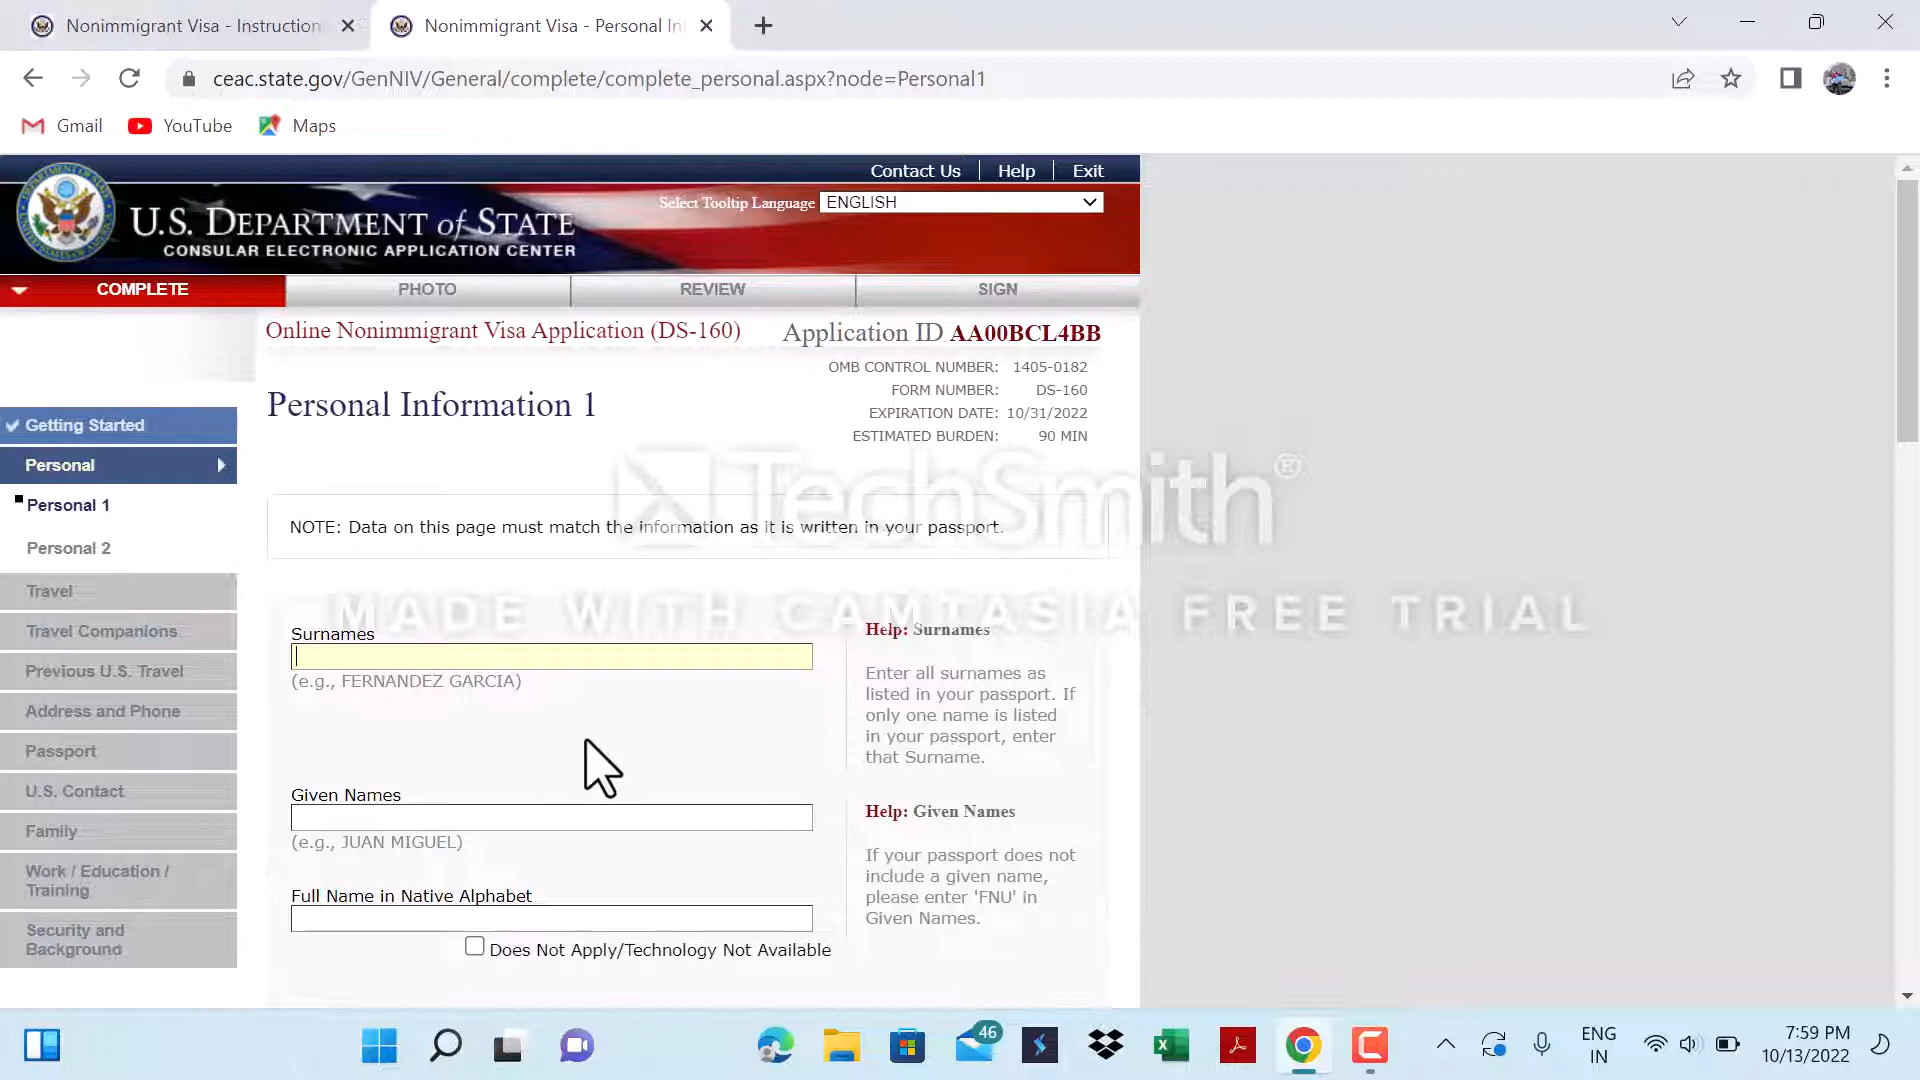 Nonimmigrant Visa - Instruction
Nonimmigrant Visa - Personal In
ceac.state.gov/GenNIV/General/complete/complete_personal.aspx?node=Personal1
Gmail
YouTube
Maps
Contact Us
Help
Exit
Select Tooltip Language
ENGLISH
U.S. DEPARTMENT of STATE
CONSULAR ELECTRONIC APPLICATION CENTER
COMPLETE
PHOTO
REVIEW
SIGN
Online Nonimmigrant Visa Application (DS-160)
Application ID AA00BCL4BB
OMB CONTROL NUMBER: 1405-0182
FORM NUMBER: DS-160
EXPIRATION DATE: 10/31/2022
ESTIMATED BURDEN: 90 MIN
Personal Information 1
Getting Started
Personal
Personal 1
Personal 2
Travel
Travel Companions
Previous U.S. Travel
Address and Phone
Passport
U.S. Contact
Family
Work / Education /
Training
Security and
Background
TechSmith®
NOTE: Data on this page must match the information as it is written in your passport.
MADE WITH CAMTASIA FREE TRIAL
Surnames
(e.g., FERNANDEZ GARCIA)
Help: Surnames
Enter all surnames as
listed in your passport. If
only one name is listed
in your passport, enter
that Surname.
Given Names
(e.g., JUAN MIGUEL)
Help: Given Names
If your passport does not
include a given name,
please enter 'FNU' in
Given Names.
Full Name in Native Alphabet
Does Not Apply/Technology Not Available
46
ENG
IN
7:59 PM
10/13/2022